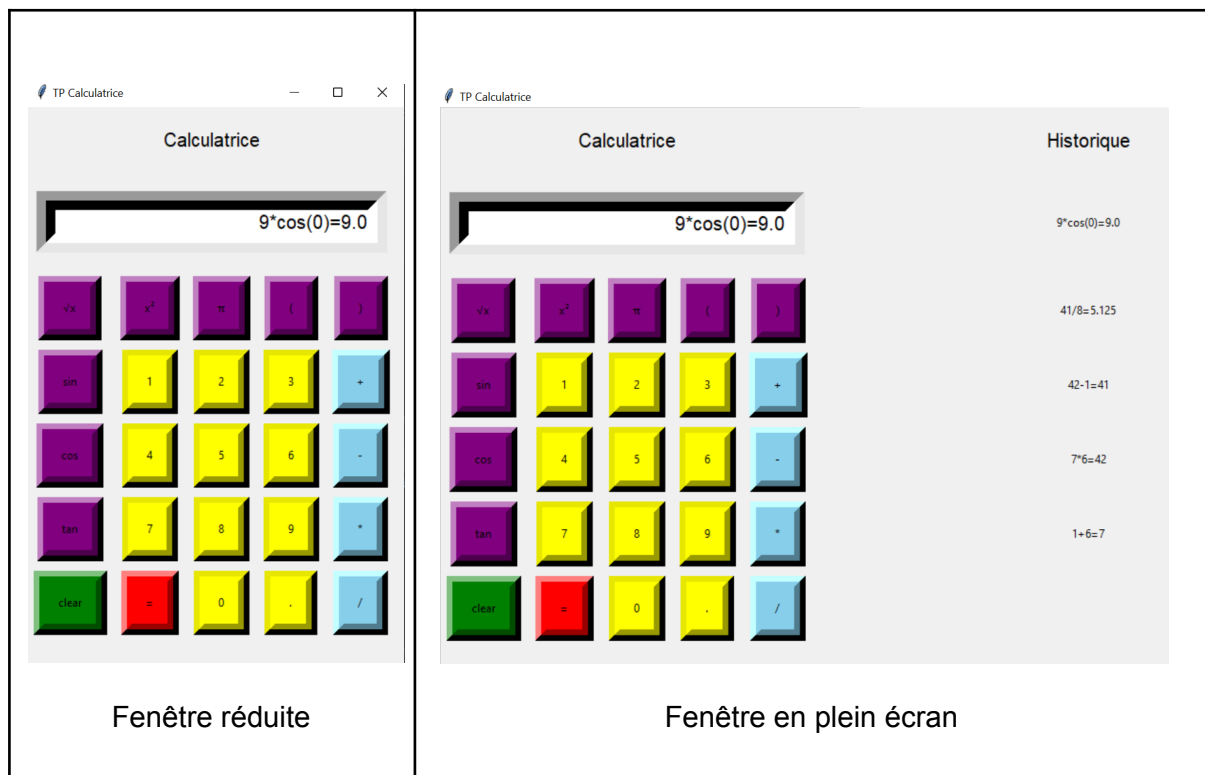 TP Calculatrice
Calculatrice
9*cos(0)=9.0
√x x² π ( )
sin 1 2 3 +
cos 4 5 6 -
tan 7 8 9 *
clear = 0 . /
Fenêtre réduite
TP Calculatrice
Calculatrice Historique
9*cos(0)=9.0 9*cos(0)=9.0
√x x² π ( ) 41/8=5.125
sin 1 2 3 + 42-1=41
cos 4 5 6 - 7*6=42
tan 7 8 9 * 1+6=7
clear = 0 . /
Fenêtre en plein écran